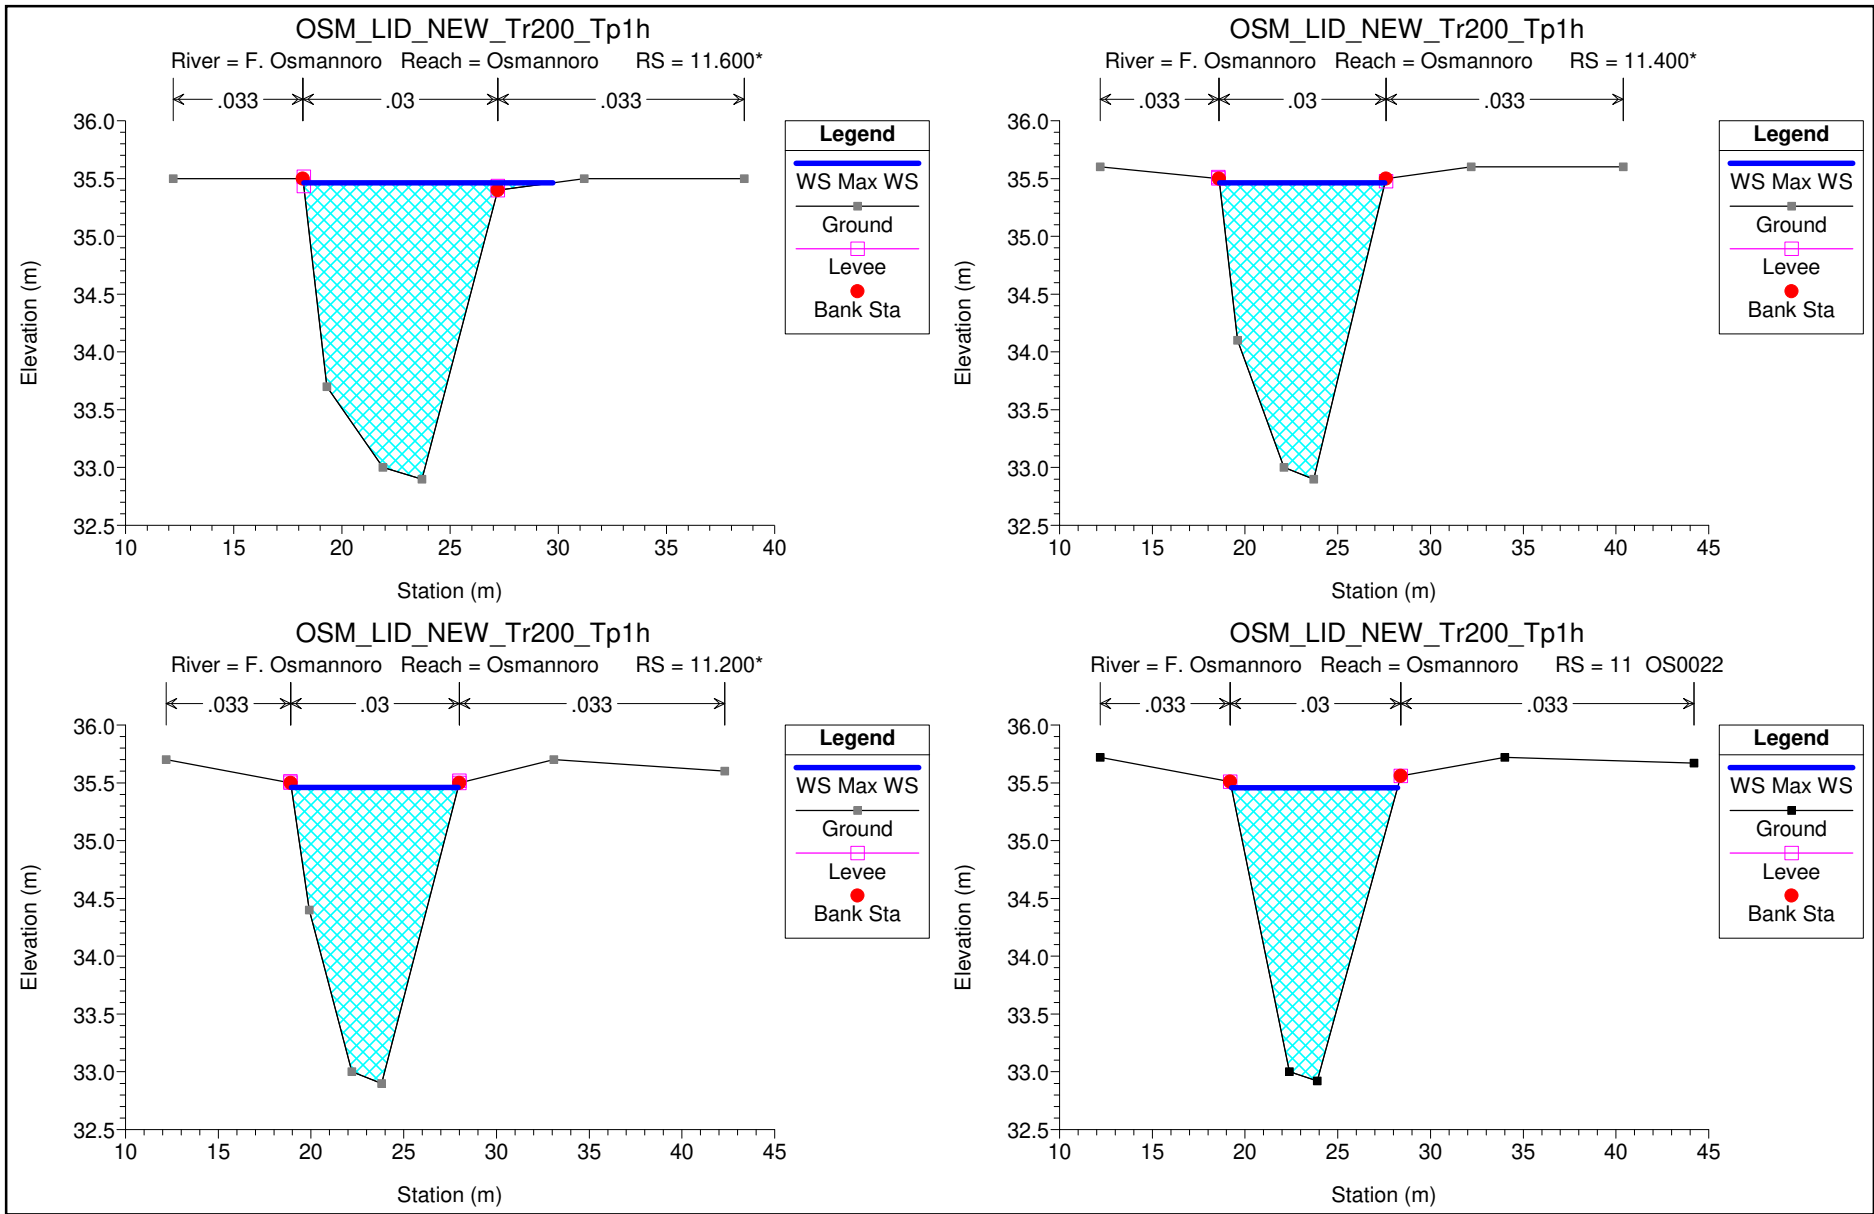 OSM_LID_NEW_Tr200_Tp1h
River = F. Osmannoro Reach = Osmannoro RS = 11.600*
.033 .03 .033
36.0
35.5
35.0
34.5
34.0
33.5
33.0
32.5
Elevation (m)
10 15 20 25 30 35 40
Station (m)
Legend
WS Max WS
Ground
Levee
Bank Sta
OSM_LID_NEW_Tr200_Tp1h
River = F. Osmannoro Reach = Osmannoro RS = 11.400*
.033 .03 .033
36.0
35.5
35.0
34.5
34.0
33.5
33.0
32.5
Elevation (m)
10 15 20 25 30 35 40 45
Station (m)
Legend
WS Max WS
Ground
Levee
Bank Sta
OSM_LID_NEW_Tr200_Tp1h
River = F. Osmannoro Reach = Osmannoro RS = 11.200*
.033 .03 .033
36.0
35.5
35.0
34.5
34.0
33.5
33.0
32.5
Elevation (m)
10 15 20 25 30 35 40 45
Station (m)
Legend
WS Max WS
Ground
Levee
Bank Sta
OSM_LID_NEW_Tr200_Tp1h
River = F. Osmannoro Reach = Osmannoro RS = 11 OS0022
.033 .03 .033
36.0
35.5
35.0
34.5
34.0
33.5
33.0
32.5
Elevation (m)
10 15 20 25 30 35 40 45
Station (m)
Legend
WS Max WS
Ground
Levee
Bank Sta